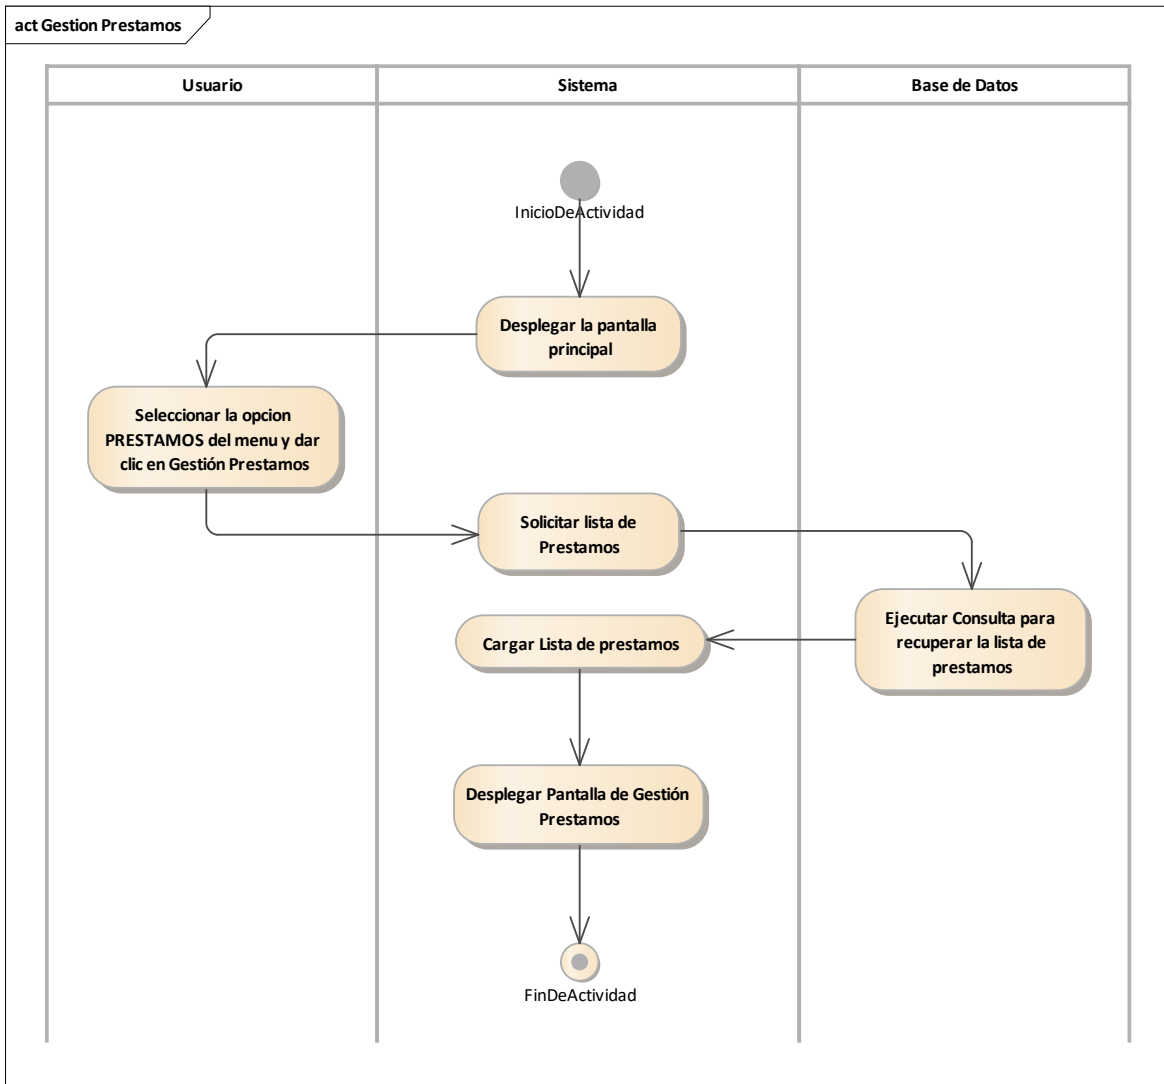 act Gestion Prestamos
Usuario
Sistema
Base de Datos
InicioDeActividad
Desplegar la pantalla
principal
Seleccionar la opcion
PRESTAMOS del menu y dar
clic en Gestión Prestamos
Solicitar lista de
Prestamos
Ejecutar Consulta para
recuperar la lista de
prestamos
Cargar Lista de prestamos
Desplegar Pantalla de Gestión
Prestamos
FinDeActividad